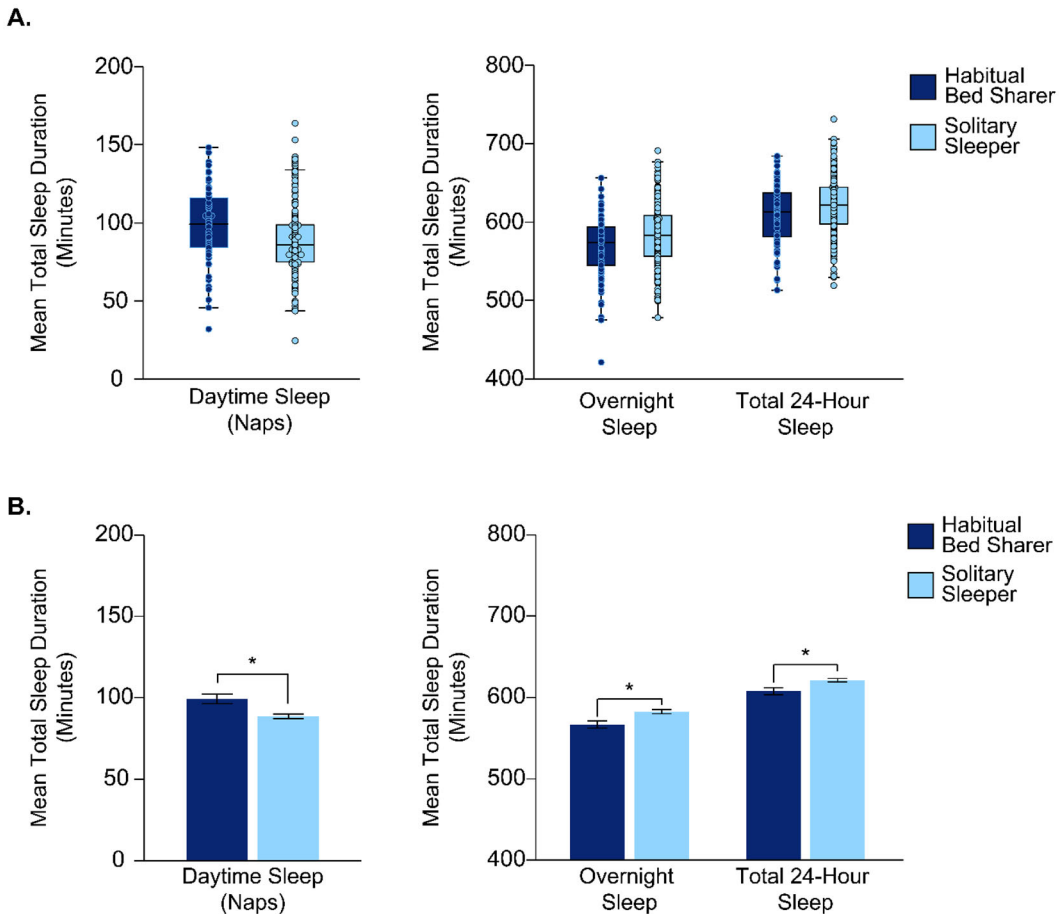 A.
Mean Total Sleep Duration
(Minutes)
200
150
100
50
0
Daytime Sleep
(Naps)
Mean Total Sleep Duration
(Minutes)
800
700
600
500
400
Overnight
Sleep
Total 24-Hour
Sleep
Habitual
Bed Sharer
Solitary
Sleeper
B.
Mean Total Sleep Duration
(Minutes)
200
150
100
50
0
*
Daytime Sleep
(Naps)
Mean Total Sleep Duration
(Minutes)
800
700
600
500
400
*
*
Overnight
Sleep
Total 24-Hour
Sleep
Habitual
Bed Sharer
Solitary
Sleeper